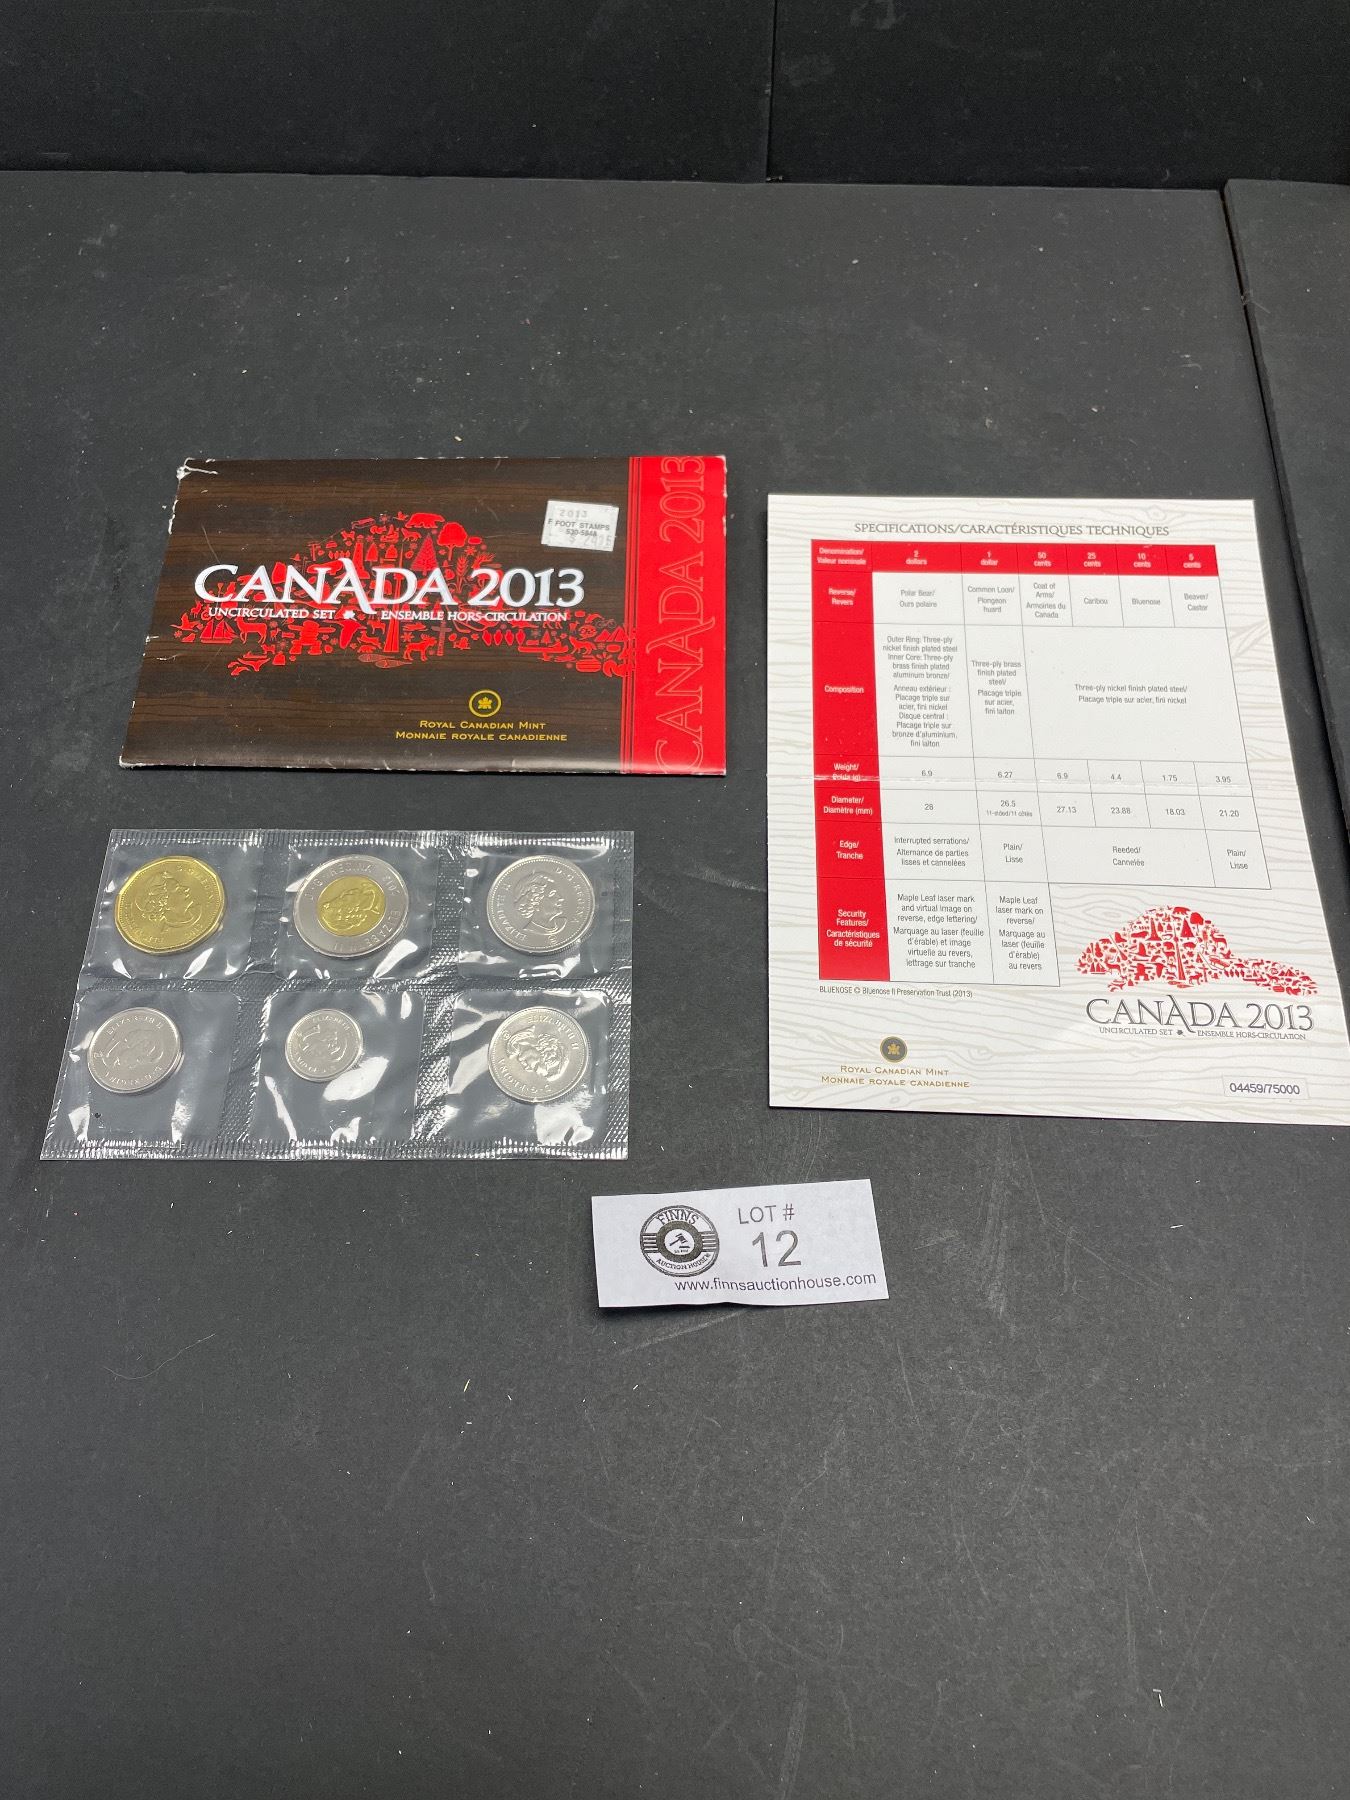 CANADA 2013
UNCIRCULATED SET ENSEMBLE HORS-CIRCULATION
ROYAL CANADIAN MINT
MONNAIE ROYALE CANADIENNE
2013
F FOOT STAMPS
CANADA 2013
SPECIFICATIONS/CARACTÉRISTIQUES TECHNIQUES
Denomination/
Valeur nominale
2
dollars
1
dollar
50
cents
25
cents
10
cents
5
cents
Reverse/
Revers
Polar Bear/
Ours polaire
Common Loon/
Plongeon
huard
Coat of
Arms/
Armoiries du
Canada
Caribou
Bluenose
Beaver/
Castor
Composition
Outer Ring: Three-ply
nickel finish plated steel
Inner Core: Three-ply
brass finish plated
aluminum bronze/
Anneau extérieur :
Placage triple sur
acier, fini nickel
Disque central :
Placage triple sur
bronze d'aluminium,
fini laiton
Three-ply brass
finish plated
steel/
Placage triple
sur acier,
fini laiton
Three-ply nickel finish plated steel/
Placage triple sur acier, fini nickel
Weight/
Poids (g)
6.9
6.27
6.9
4.4
1.75
3.95
Diameter/
Diamètre (mm)
28
26.5
11-sided/11 côtés
27.13
23.88
18.03
21.20
Edge/
Tranche
Interrupted serrations/
Alternance de parties
lisses et cannelées
Plain/
Lisse
Reeded/
Cannelée
Plain/
Lisse
Security
Features/
Caractéristiques
de sécurité
Maple Leaf laser mark
and virtual image on
reverse, edge lettering/
Marquage au laser (feuille
d'érable) et image
virtuelle au revers,
lettrage sur tranche
Maple Leaf
laser mark on
reverse/
Marquage au
laser (feuille
d'érable)
au revers
BLUENOSE © Bluenose II Preservation Trust (2013)
CANADA 2013
UNCIRCULATED SET ENSEMBLE HORS-CIRCULATION
ROYAL CANADIAN MINT
MONNAIE ROYALE CANADIENNE
04459/75000
ELIZABETH II
ELIZABETH II
FINNS
AUCTION HOUSE
LOT #
12
www.finnsauctionhouse.com